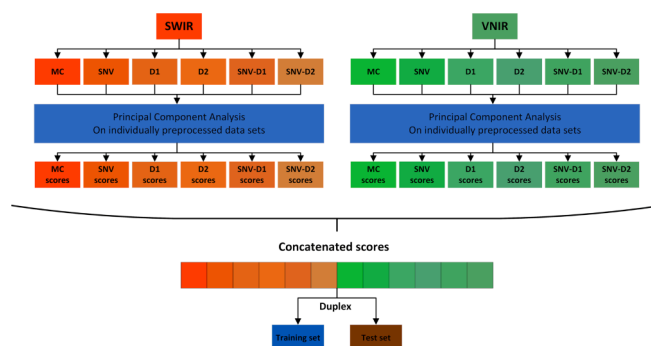 SWIR
VNIR
MC SNV D1 D2 SNV-D1 SNV-D2
MC SNV D1 D2 SNV-D1 SNV-D2
Principal Component Analysis
On individually preprocessed data sets
Principal Component Analysis
On individually preprocessed data sets
MC SNV D1 D2 SNV-D1 SNV-D2
scores scores scores scores scores scores
MC SNV D1 D2 SNV-D1 SNV-D2
scores scores scores scores scores scores
Concatenated scores
Duplex
Training set
Test set